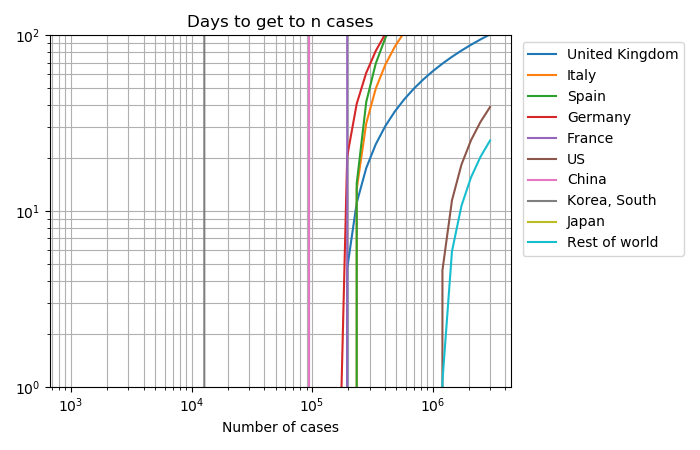 Days to get to n cases
10²
10¹
10⁰
10³
10⁴
10⁵
10⁶
Number of cases
United Kingdom
Italy
Spain
Germany
France
US
China
Korea, South
Japan
Rest of world